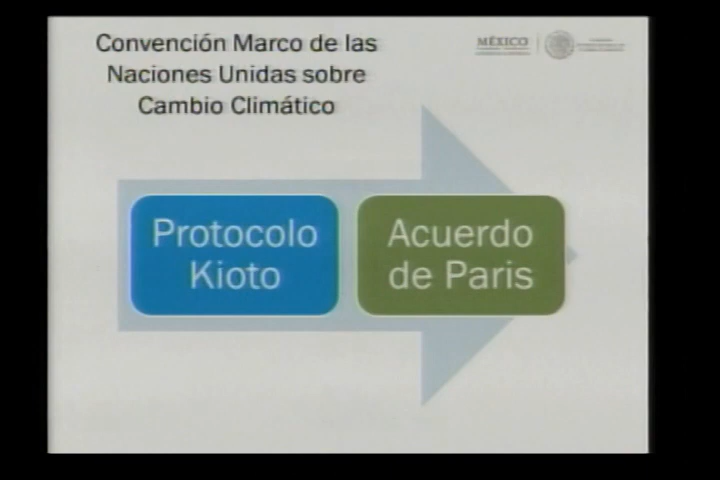 Convención Marco de las
Naciones Unidas sobre
Cambio Climático
MÉXICO
Protocolo
Kioto
Acuerdo
de Paris